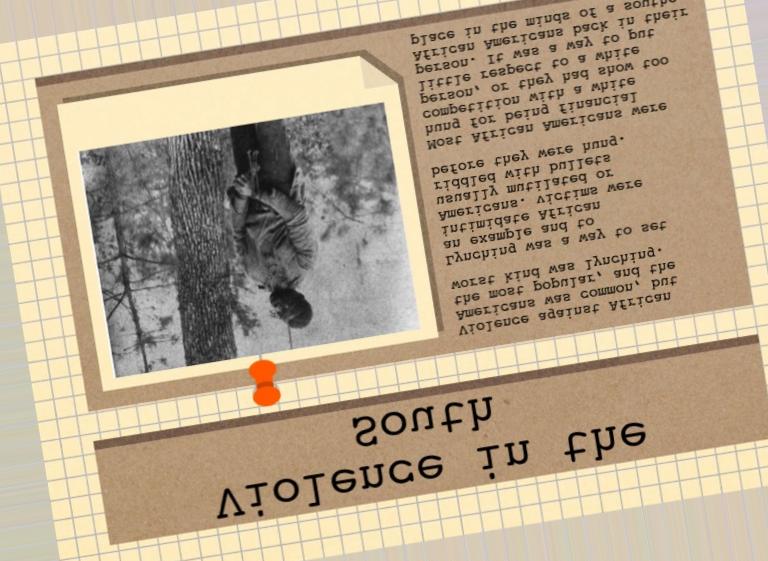 Violence in the
South
Violence against African
Americans was common, but
the most popular, and the
worst kind was lynching.
Lynching was a way to set
an example and to
intimidate African
Americans. Victims were
usually mutilated or
riddled with bullets
before they were hung.
Most African Americans were
hung for being financial
competition with a white
person, or they had show too
little respect to a white
person. It was a way to put
African Americans back in their
place in the minds of a